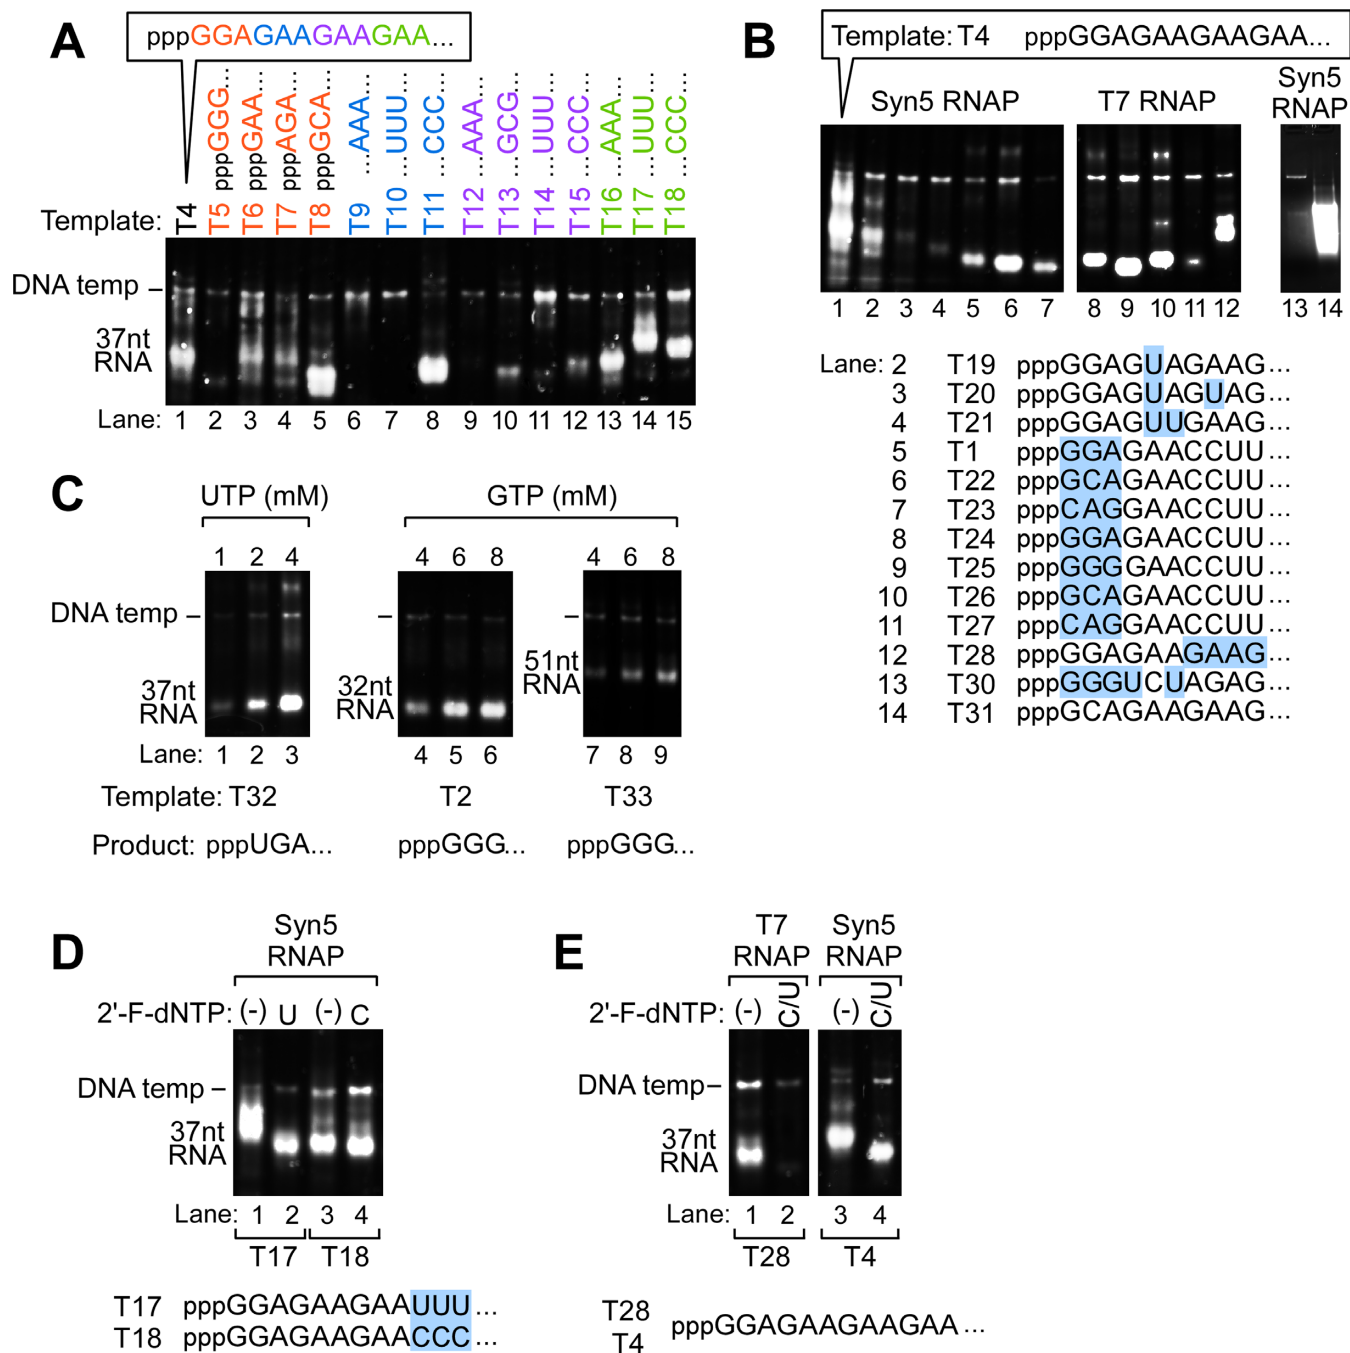 A
pppGGAGAAGAAGAA...
Template: T4 T5 pppGGG... T6 pppGAA... T7 pppAGA... T8 pppGCA... T9 ...AAA... T10 ...UUU... T11 ...CCC... T12 ...AAA... T13 ...GCG... T14 ...UUU... T15 ...CCC... T16 ...AAA... T17 ...UUU... T18 ...CCC...
DNA temp –
37nt
RNA
Lane: 1 2 3 4 5 6 7 8 9 10 11 12 13 14 15
B
Template: T4 pppGGAGAAGAAGAA...
Syn5 RNAP T7 RNAP Syn5
RNAP
1 2 3 4 5 6 7 8 9 10 11 12 13 14
Lane: 2 T19 pppGGAGUAGAAG...
3 T20 pppGGAGUAGUAG...
4 T21 pppGGAGUUGAAG...
5 T1 pppGGAGAACCUU...
6 T22 pppGCAGAACCUU...
7 T23 pppCAGGAACCUU...
8 T24 pppGGAGAACCUU...
9 T25 pppGGGGAACCUU...
10 T26 pppGCAGAACCUU...
11 T27 pppCAGGAACCUU...
12 T28 pppGGAGAAGAAG...
13 T30 pppGGGUCUAGAG...
14 T31 pppGCAGAAGAAG...
C
UTP (mM) GTP (mM)
1 2 4 4 6 8 4 6 8
DNA temp – – –
37nt
RNA
32nt
RNA
51nt
RNA
Lane: 1 2 3 4 5 6 7 8 9
Template: T32 T2 T33
Product: pppUGA... pppGGG... pppGGG...
D
Syn5
RNAP
2'-F-dNTP: (-) U (-) C
DNA temp –
37nt
RNA
Lane: 1 2 3 4
T17 T18
T17 pppGGAGAAGAAUUU...
T18 pppGGAGAAGAACCC...
E
T7
RNAP
Syn5
RNAP
2'-F-dNTP: (-) C/U (-) C/U
DNA temp –
37nt
RNA
Lane: 1 2 3 4
T28 T4
T28
T4
pppGGAGAAGAAGAA...